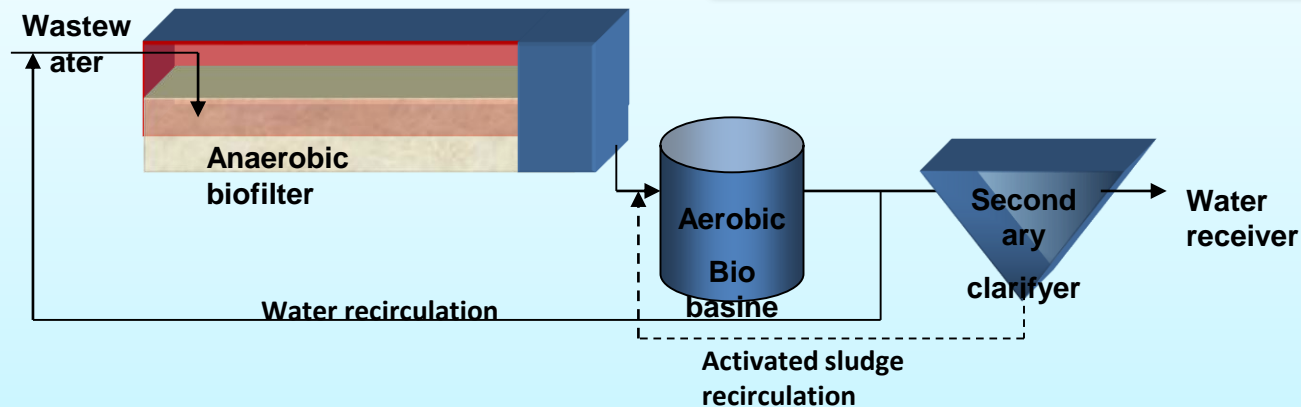 Wastew
ater
Anaerobic
biofilter
Aerobic
Bio
basine
Second
ary
clarifyer
Water
receiver
Water recirculation
Activated sludge
recirculation